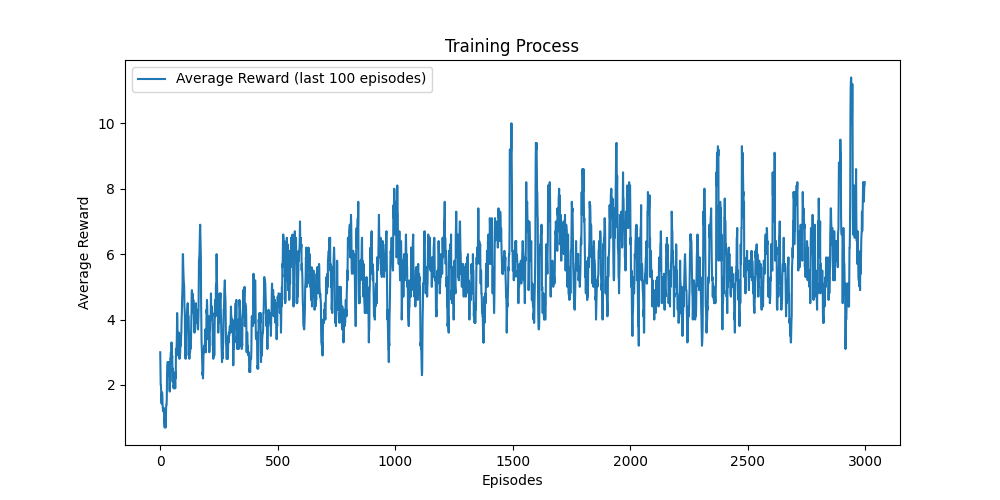 Training Process
Average Reward (last 100 episodes)
Average Reward
10
8
6
4
2
0 500 1000 1500 2000 2500 3000
Episodes